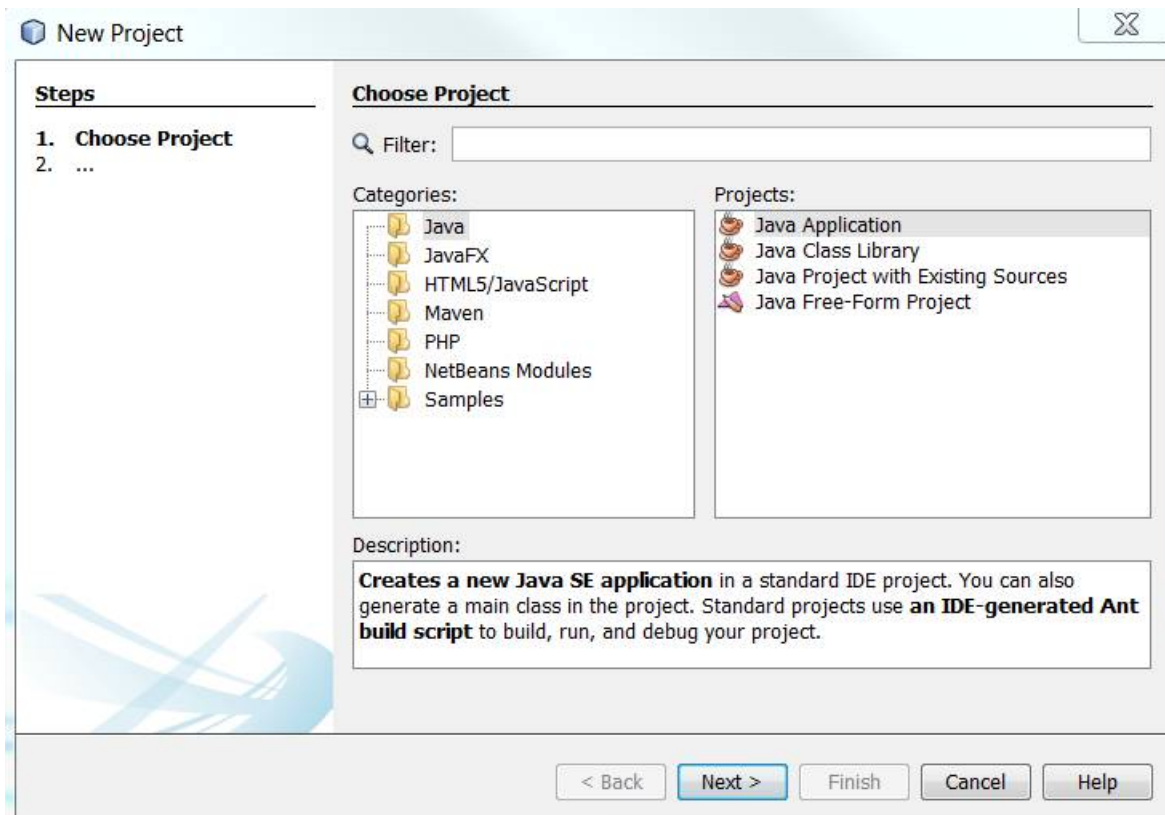 New Project
Steps
1. Choose Project
2. ...
Choose Project
Filter:
Categories:
Java
JavaFX
HTML5/JavaScript
Maven
PHP
NetBeans Modules
Samples
Projects:
Java Application
Java Class Library
Java Project with Existing Sources
Java Free-Form Project
Description:
Creates a new Java SE application in a standard IDE project. You can also
generate a main class in the project. Standard projects use an IDE-generated Ant
build script to build, run, and debug your project.
< Back
Next >
Finish
Cancel
Help